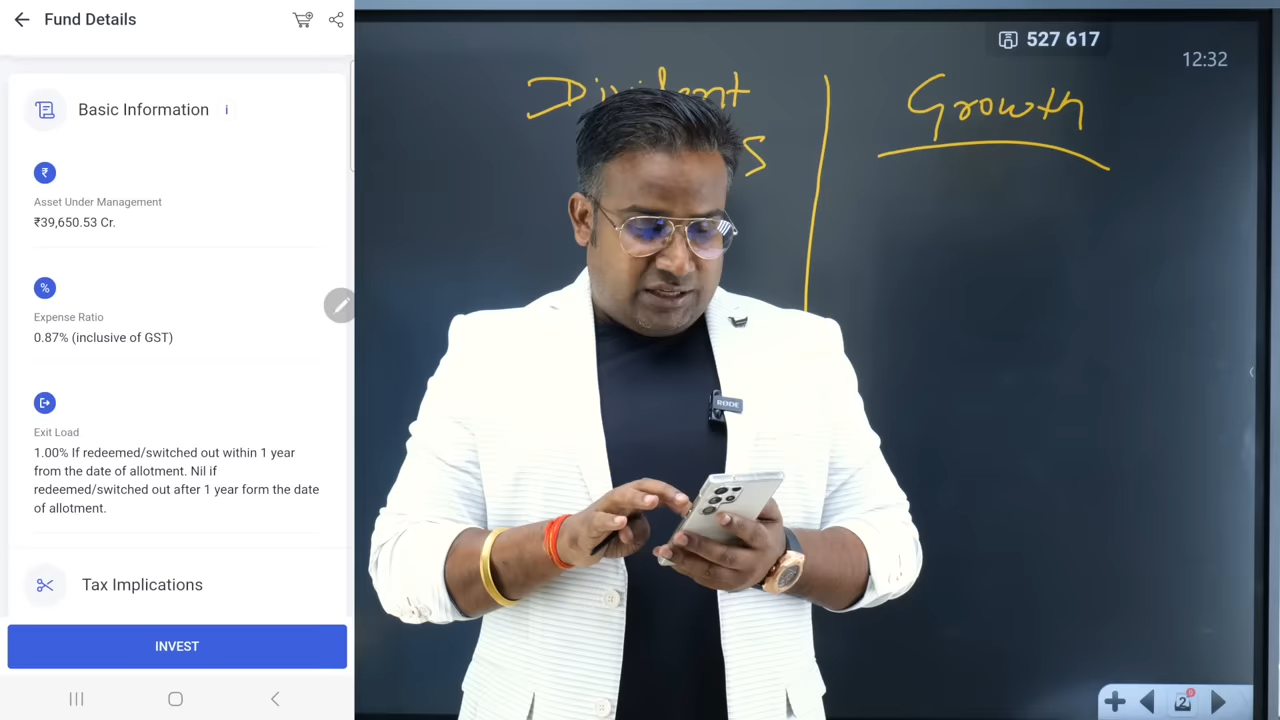 Fund Details
Basic Information i
₹
Asset Under Management
₹39,650.53 Cr.
%
Expense Ratio
0.87% (inclusive of GST)
Exit Load
1.00% If redeemed/switched out within 1 year
from the date of allotment. Nil if
redeemed/switched out after 1 year form the date
of allotment.
Tax Implications
INVEST
527 617
12:32
Growth
RØDE
2